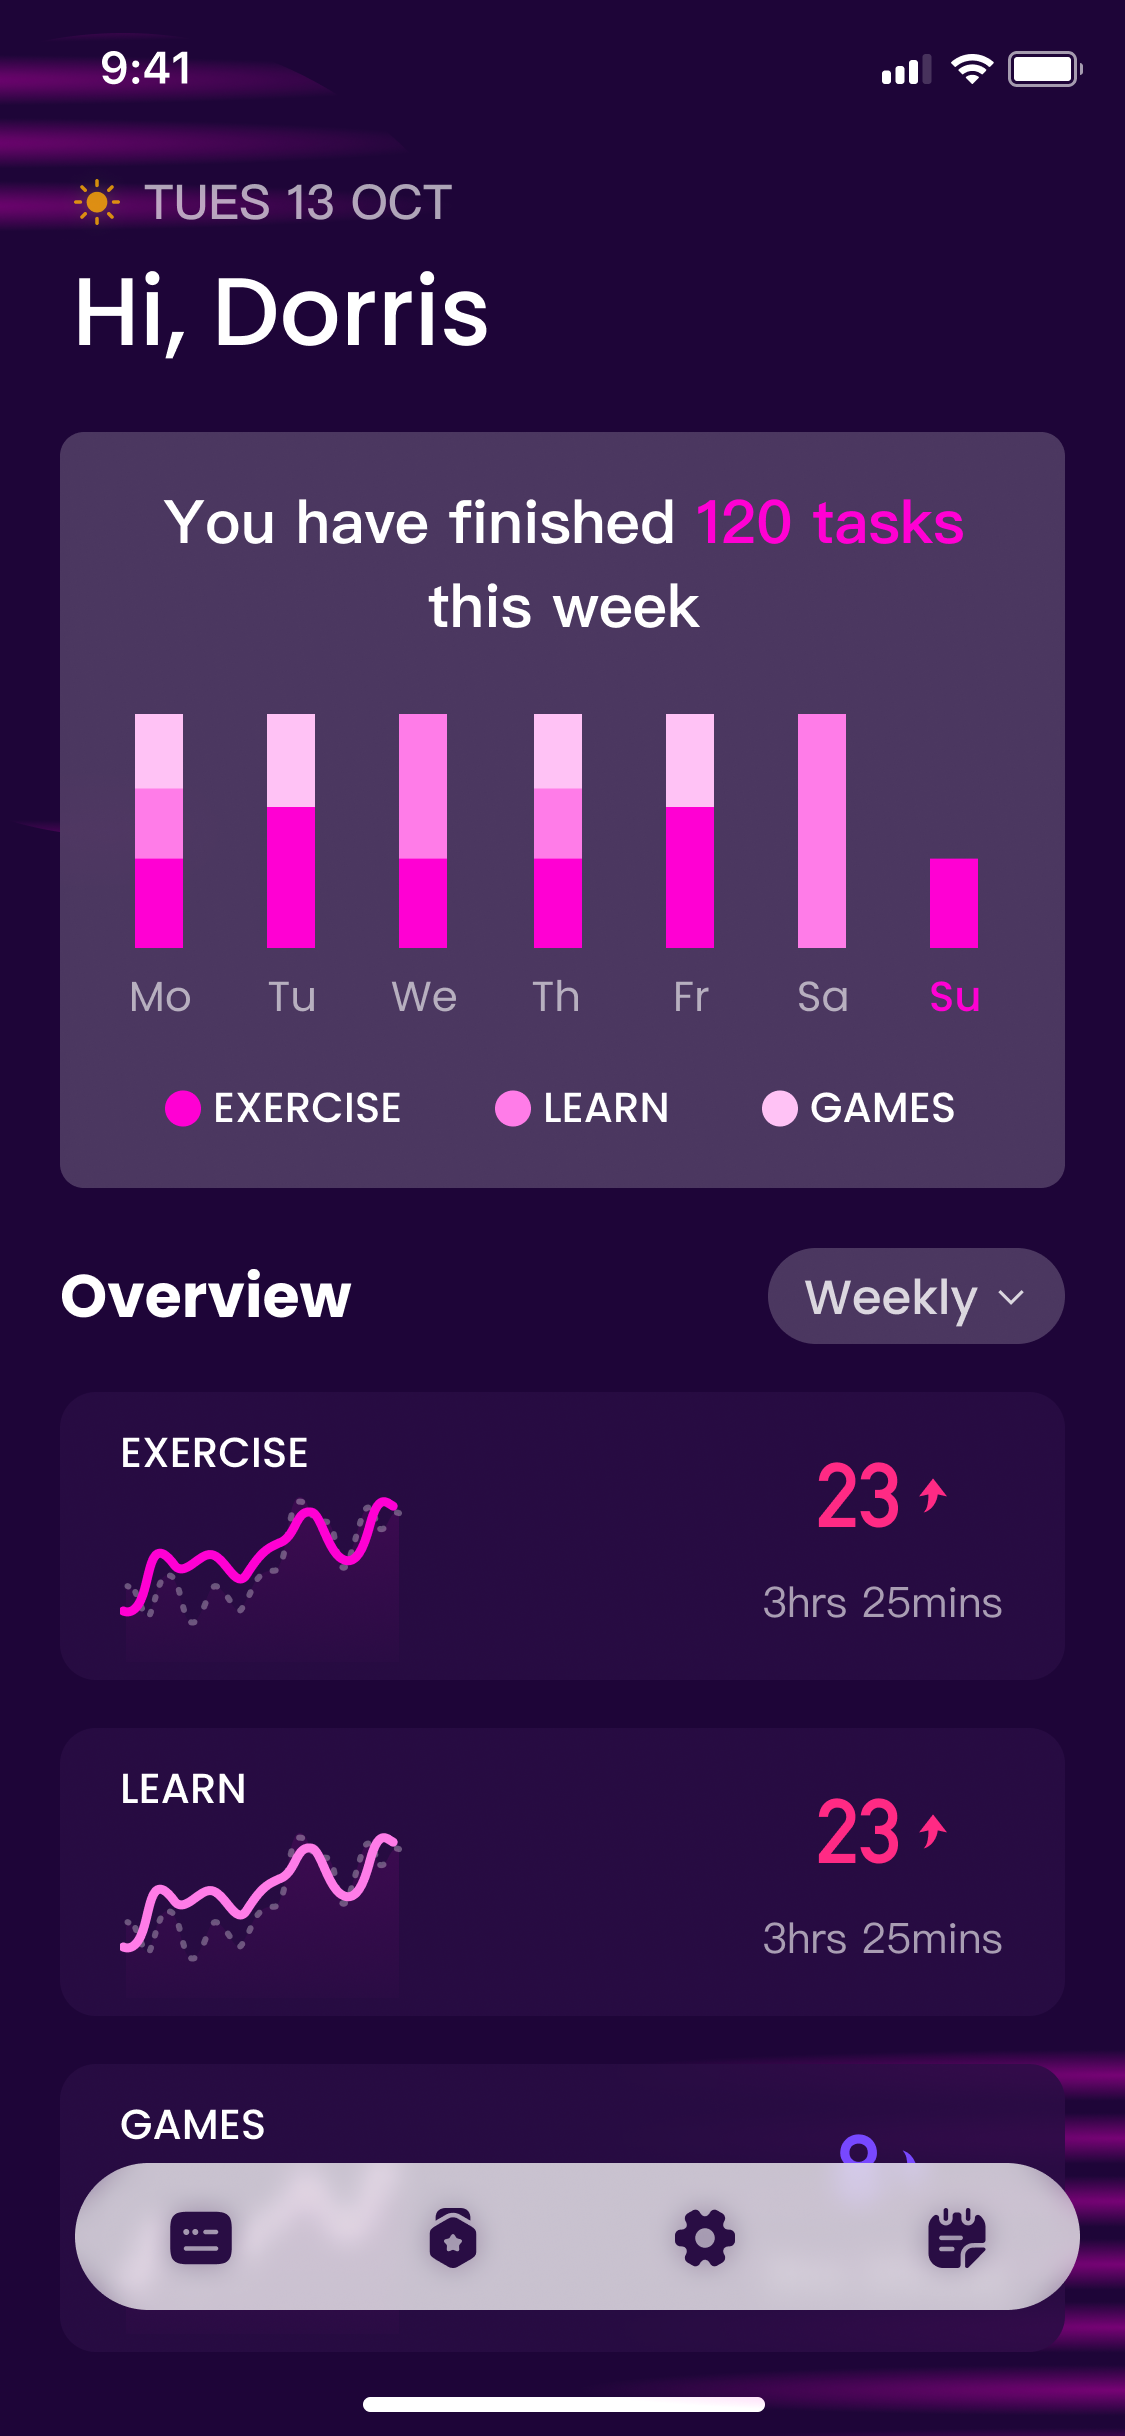 9:41
TUES 13 OCT
Hi, Dorris
You have finished 120 tasks
this week
Mo Tu We Th Fr Sa Su
EXERCISE LEARN GAMES
Overview
Weekly
EXERCISE
23
3hrs 25mins
LEARN
23
3hrs 25mins
GAMES